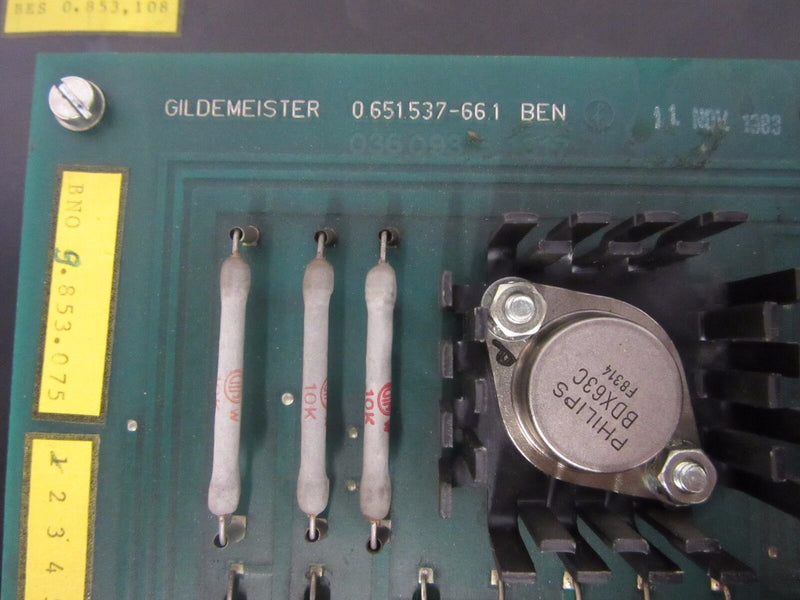 BES 0.853,108
GILDEMEISTER 0.651.537-66.1 BEN
11. NOV. 1983
BNO 9.853.075
1 2 3 4
W
10K
10K
PHILIPS
BDX63C
F8314